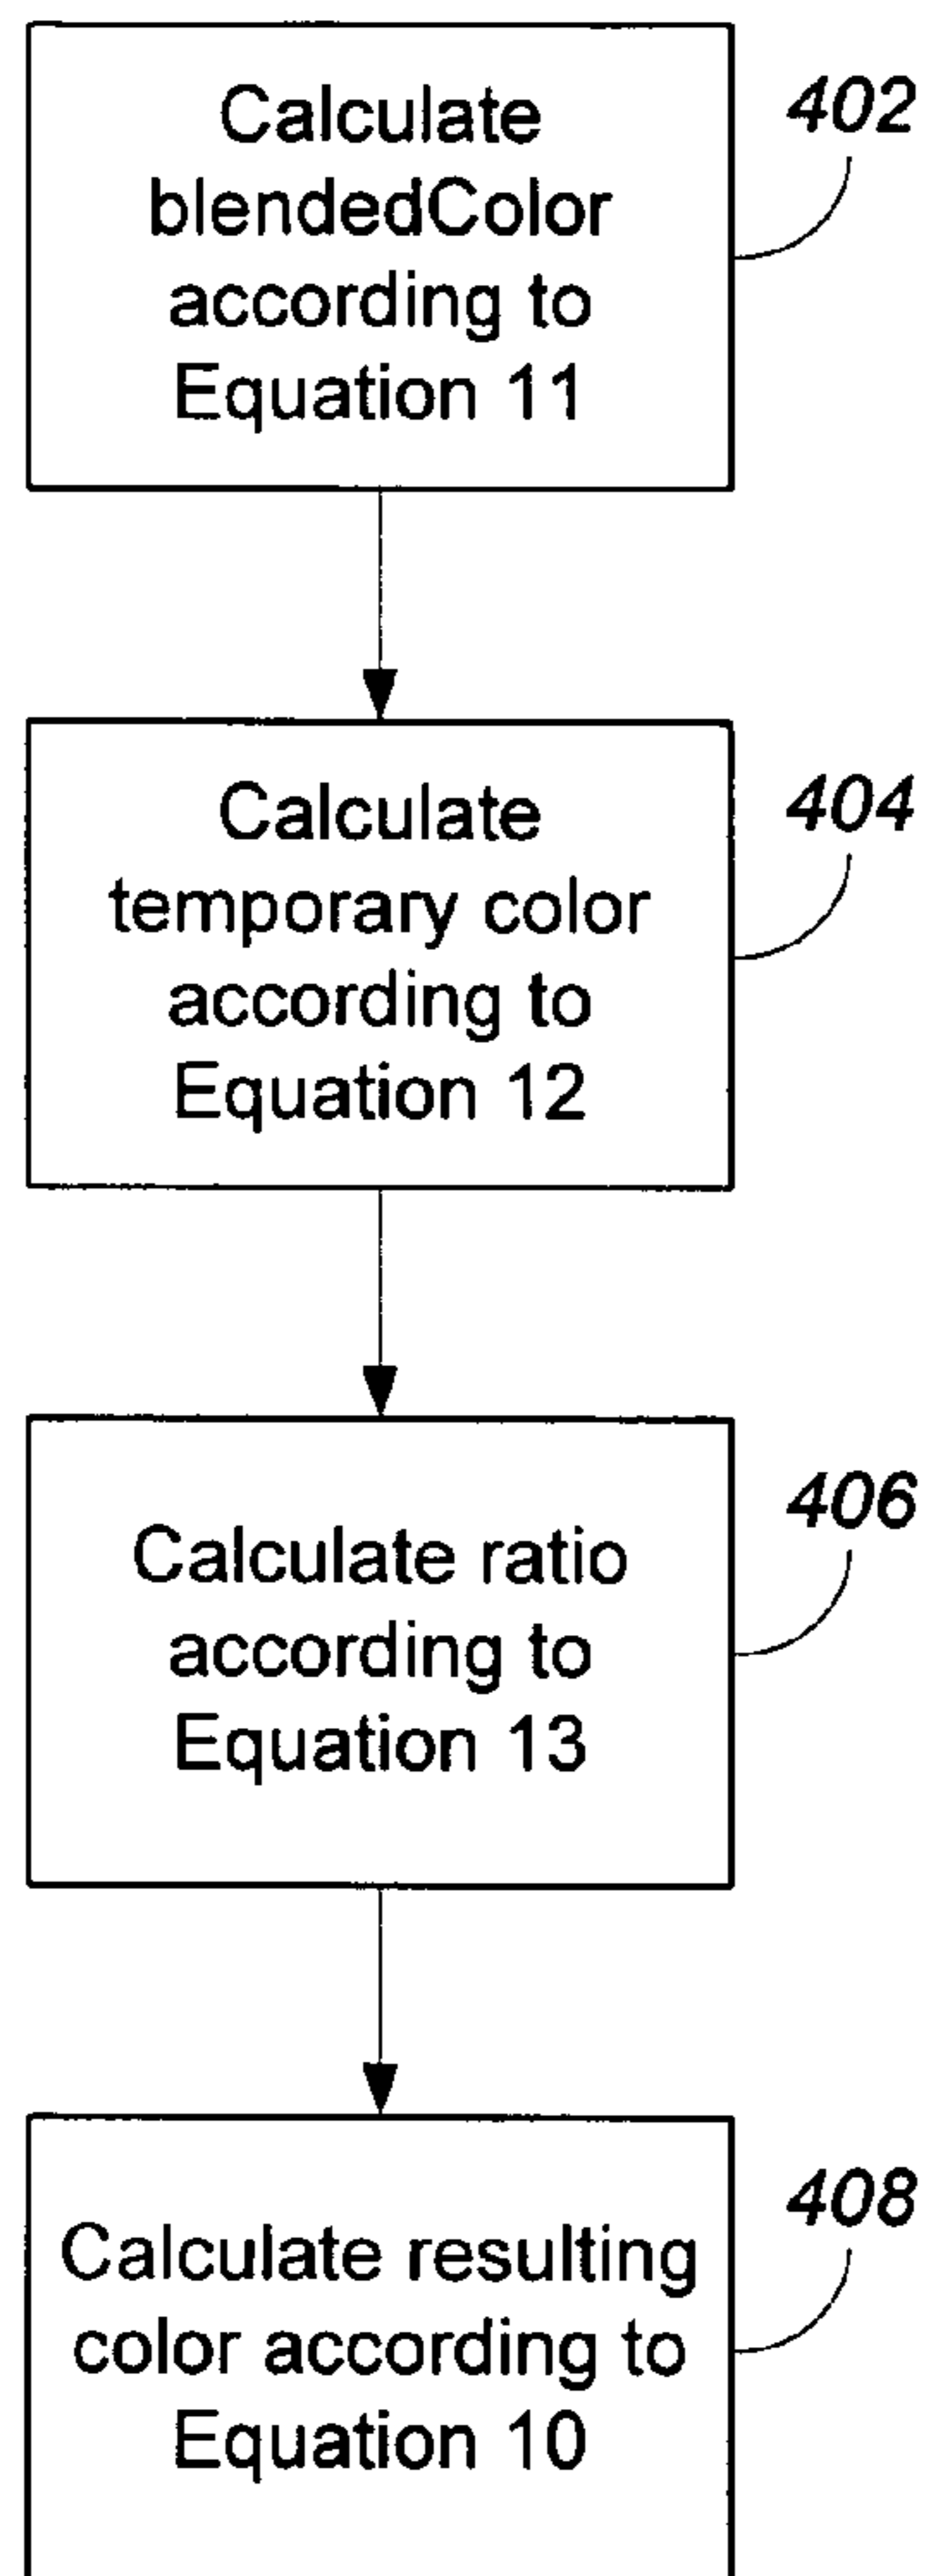 Calculate
blendedColor
according to
Equation 11
402
Calculate
temporary color
according to
Equation 12
404
Calculate ratio
according to
Equation 13
406
Calculate resulting
color according to
Equation 10
408